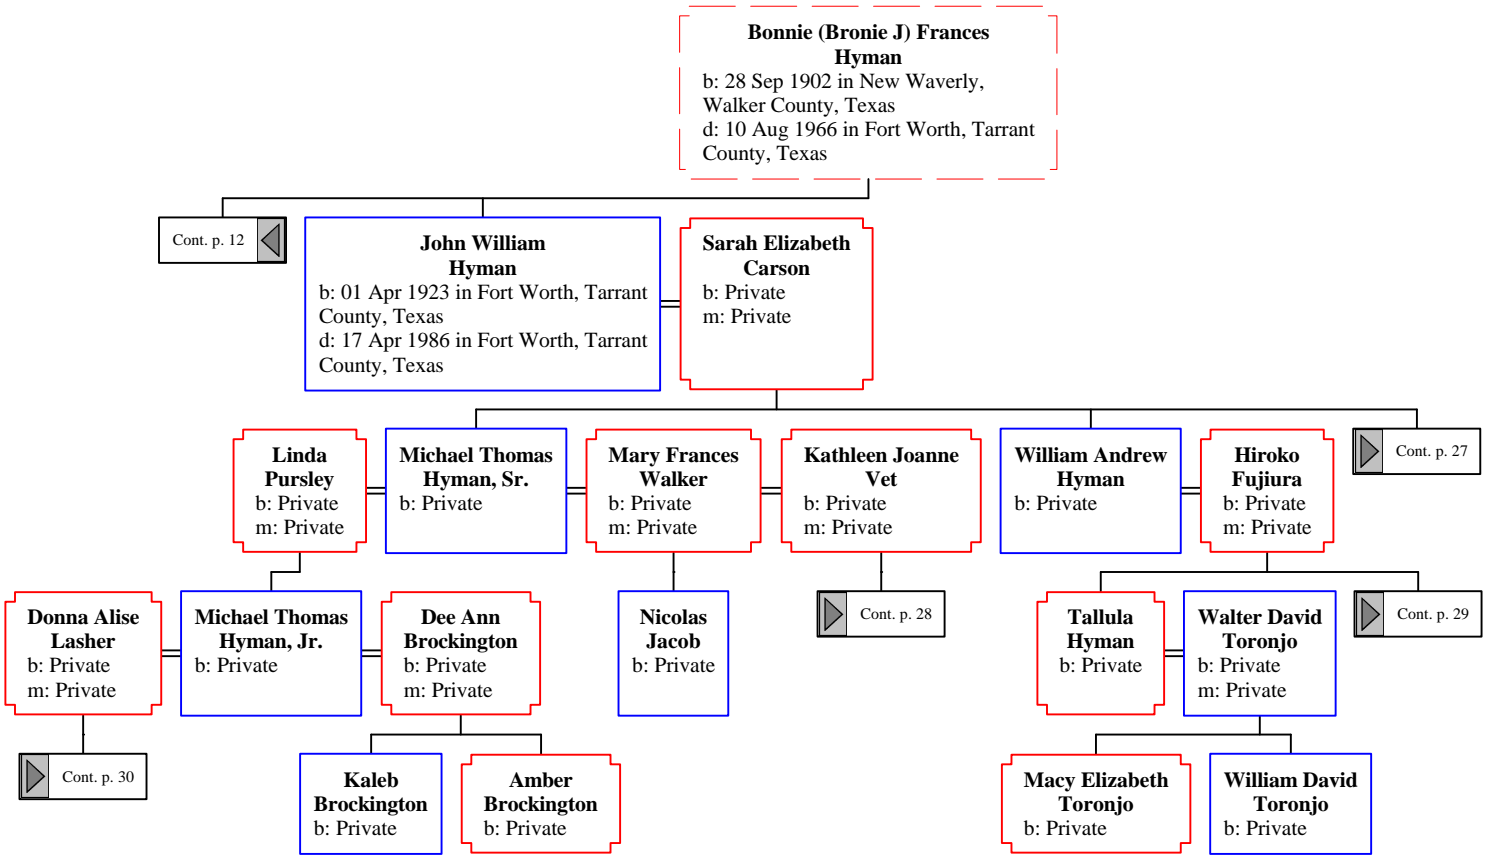 Bonnie (Bronie J) Frances
Hyman
b: 28 Sep 1902 in New Waverly,
Walker County, Texas
d: 10 Aug 1966 in Fort Worth, Tarrant
County, Texas
Cont. p. 12
John William
Hyman
b: 01 Apr 1923 in Fort Worth, Tarrant
County, Texas
d: 17 Apr 1986 in Fort Worth, Tarrant
County, Texas
Sarah Elizabeth
Carson
b: Private
m: Private
Linda
Pursley
b: Private
m: Private
Michael Thomas
Hyman, Sr.
b: Private
Mary Frances
Walker
b: Private
m: Private
Kathleen Joanne
Vet
b: Private
m: Private
William Andrew
Hyman
b: Private
Hiroko
Fujiura
b: Private
m: Private
Cont. p. 27
Donna Alise
Lasher
b: Private
m: Private
Michael Thomas
Hyman, Jr.
b: Private
Dee Ann
Brockington
b: Private
m: Private
Nicolas
Jacob
b: Private
Cont. p. 28
Tallula
Hyman
b: Private
Walter David
Toronjo
b: Private
m: Private
Cont. p. 29
Cont. p. 30
Kaleb
Brockington
b: Private
Amber
Brockington
b: Private
Macy Elizabeth
Toronjo
b: Private
William David
Toronjo
b: Private